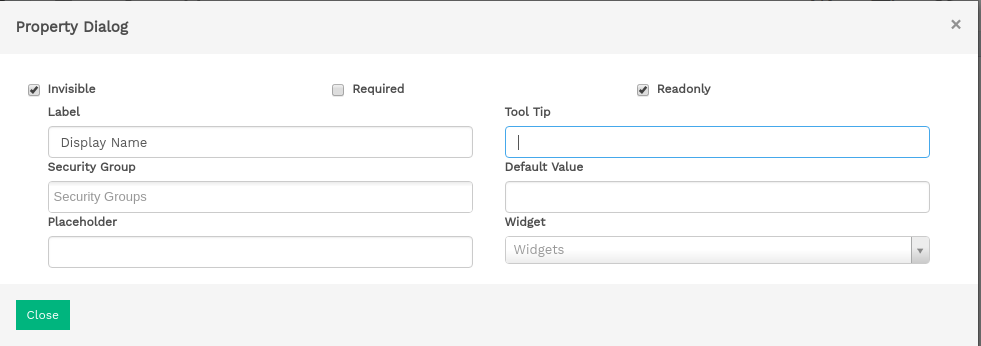 Property Dialog
×
Invisible
Required
Readonly
Label
Tool Tip
Display Name
Security Group
Default Value
Security Groups
Placeholder
Widget
Widgets
Close